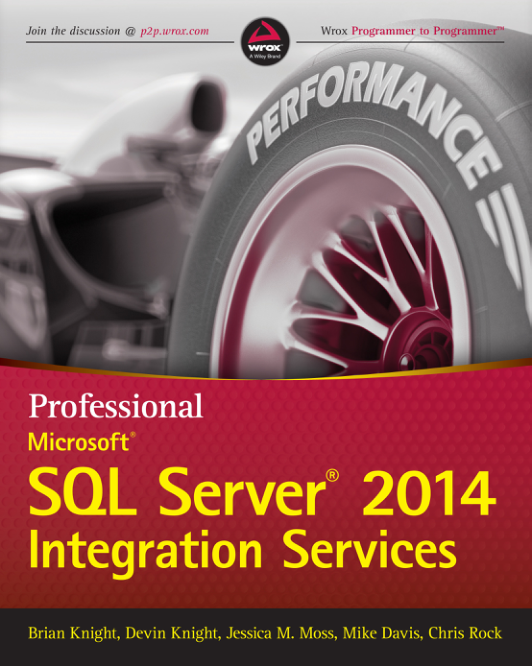 Join the discussion @ p2p.wrox.com
wrox™
A Wiley Brand
Wrox Programmer to Programmer™
PERFORMANCE
Professional
Microsoft®
SQL Server® 2014
Integration Services
Brian Knight, Devin Knight, Jessica M. Moss, Mike Davis, Chris Rock